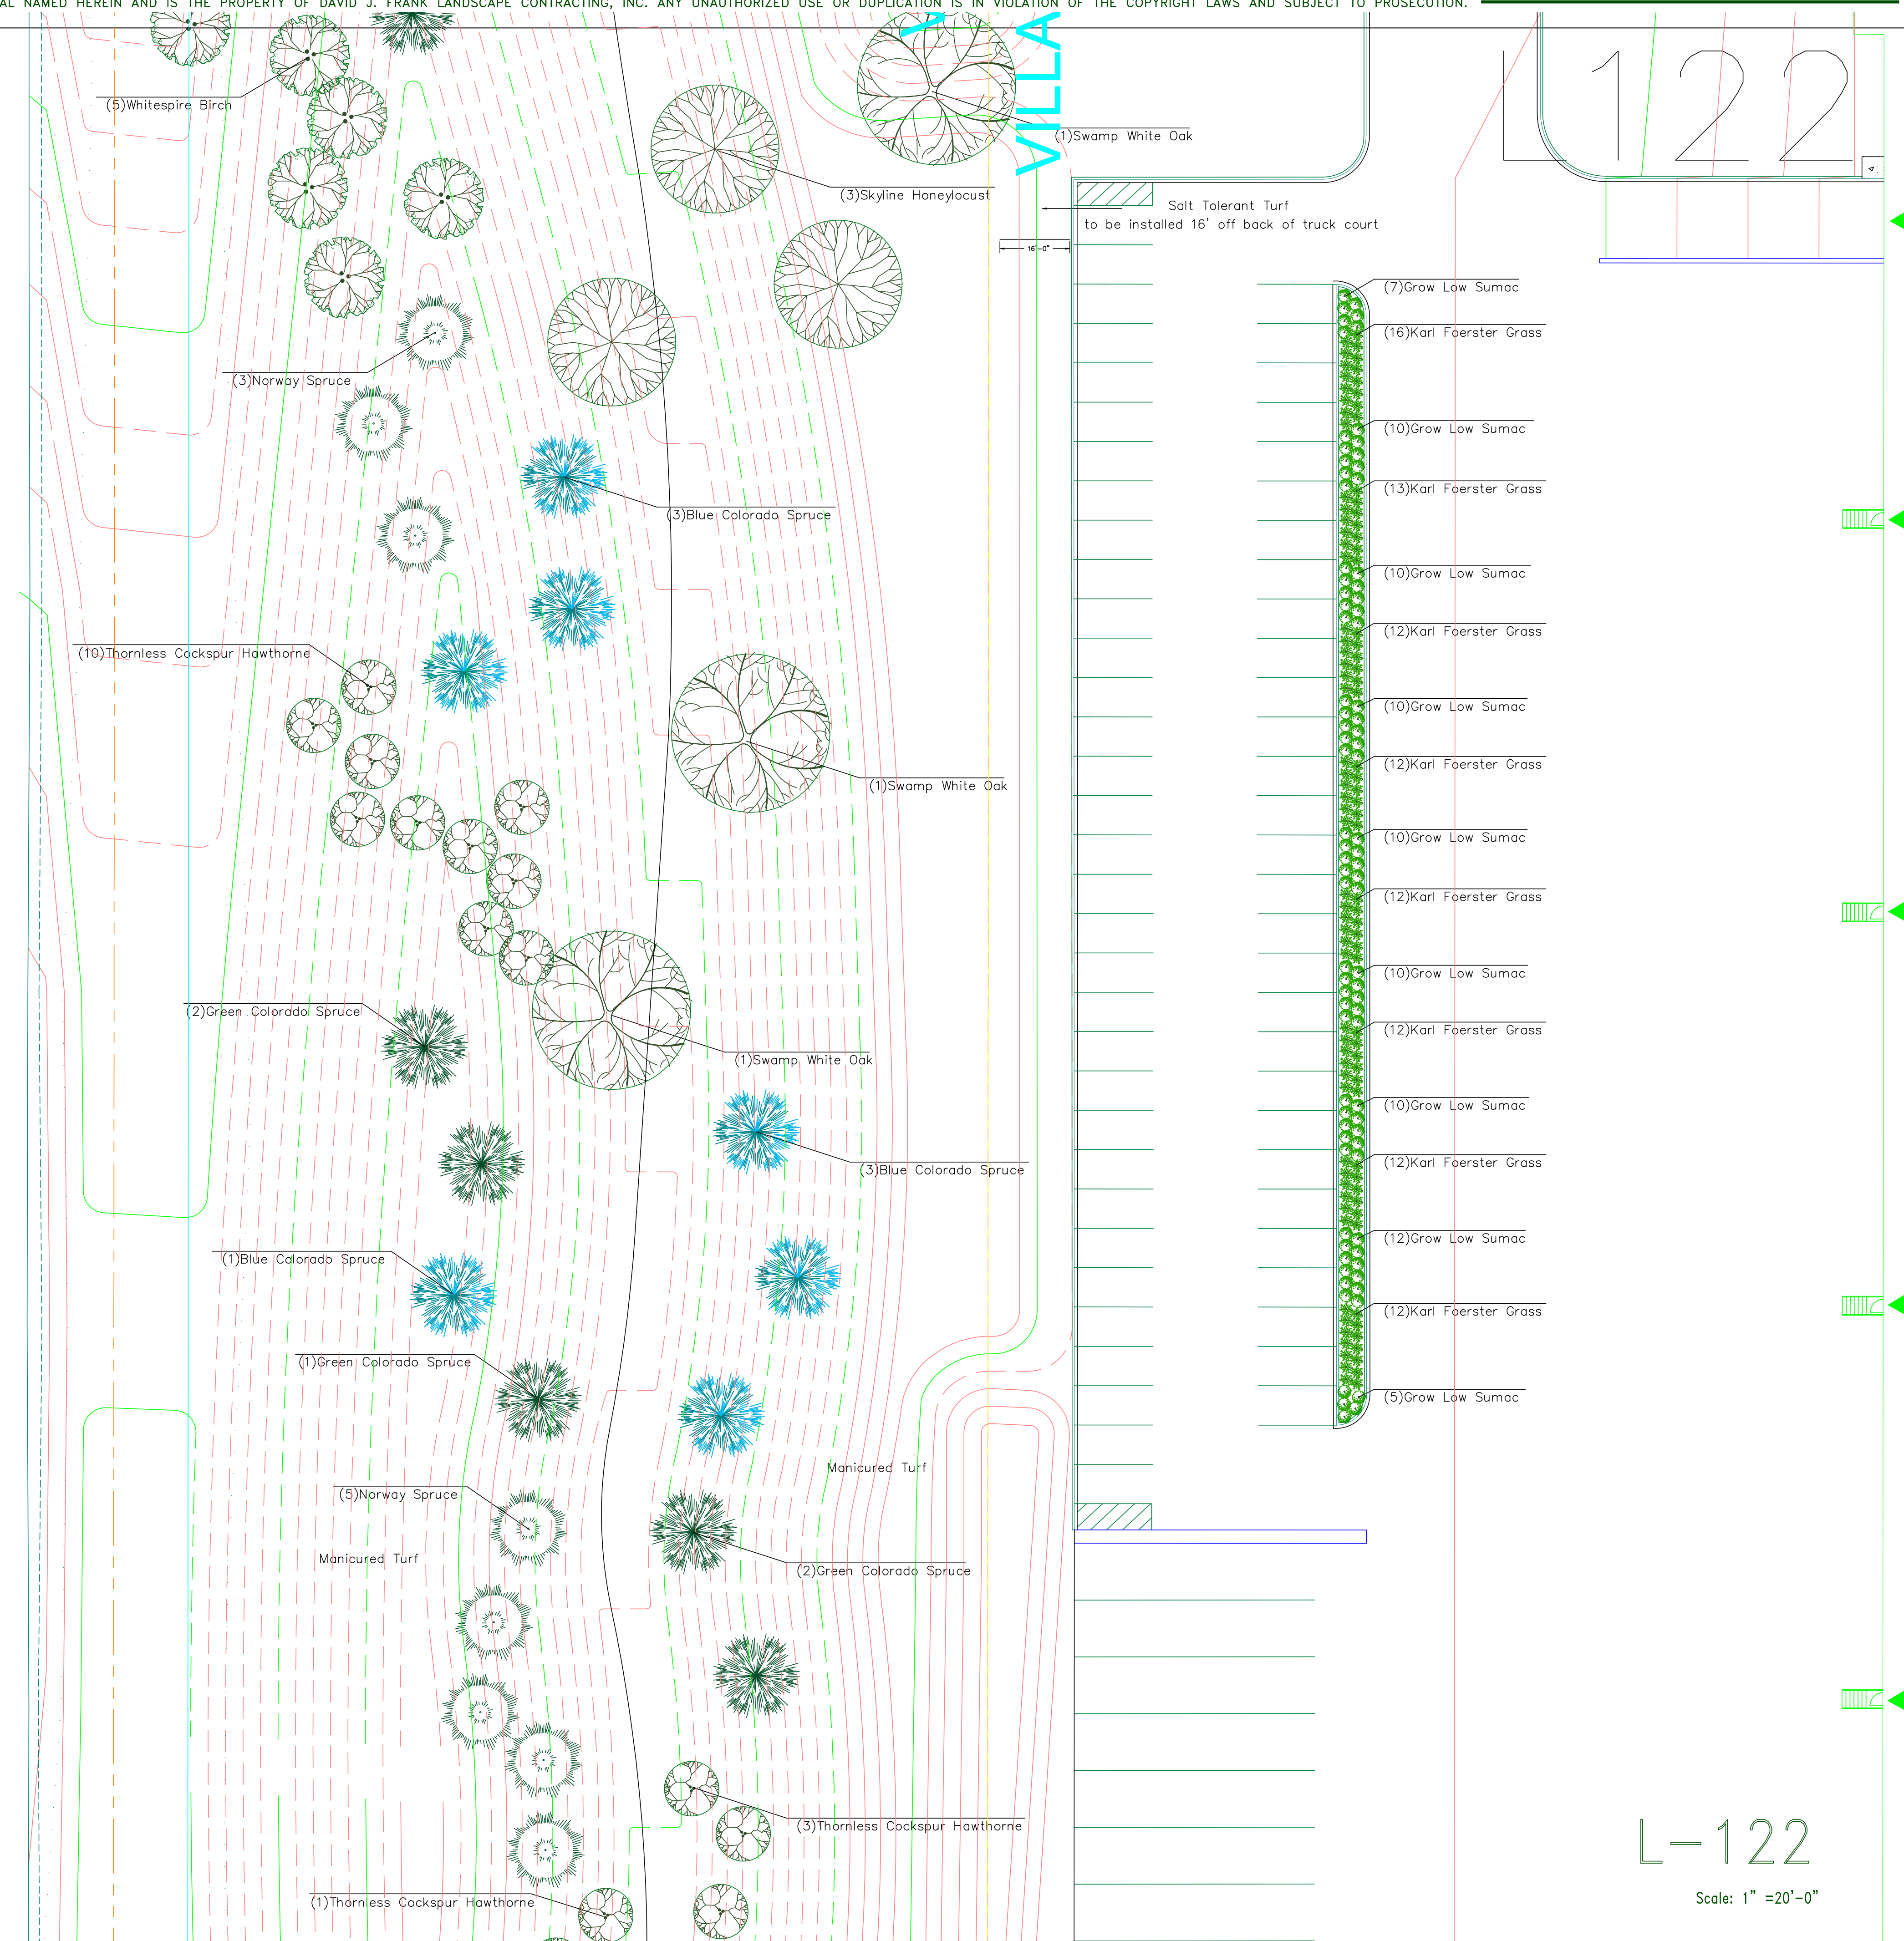 AL NAMED HEREIN AND IS THE PROPERTY OF DAVID J. FRANK LANDSCAPE CONTRACTING, INC. ANY UNAUTHORIZED USE OR DUPLICATION IS IN VIOLATION OF THE COPYRIGHT LAWS AND SUBJECT TO PROSECUTION.
VILLA
L 122
(5)Whitespire Birch
(1)Swamp White Oak
(3)Skyline Honeylocust
Salt Tolerant Turf
to be installed 16' off back of truck court
16'-0"
(7)Grow Low Sumac
(16)Karl Foerster Grass
(3)Norway Spruce
(10)Grow Low Sumac
(13)Karl Foerster Grass
(3)Blue Colorado Spruce
(10)Grow Low Sumac
(12)Karl Foerster Grass
(10)Thornless Cockspur Hawthorne
(10)Grow Low Sumac
(12)Karl Foerster Grass
(1)Swamp White Oak
(10)Grow Low Sumac
(12)Karl Foerster Grass
(10)Grow Low Sumac
(2)Green Colorado Spruce
(12)Karl Foerster Grass
(1)Swamp White Oak
(10)Grow Low Sumac
(12)Karl Foerster Grass
(3)Blue Colorado Spruce
(12)Grow Low Sumac
(1)Blue Colorado Spruce
(12)Karl Foerster Grass
(1)Green Colorado Spruce
(5)Grow Low Sumac
Manicured Turf
(5)Norway Spruce
Manicured Turf
(2)Green Colorado Spruce
(3)Thornless Cockspur Hawthorne
L-122
Scale: 1" =20'-0"
(1)Thornless Cockspur Hawthorne